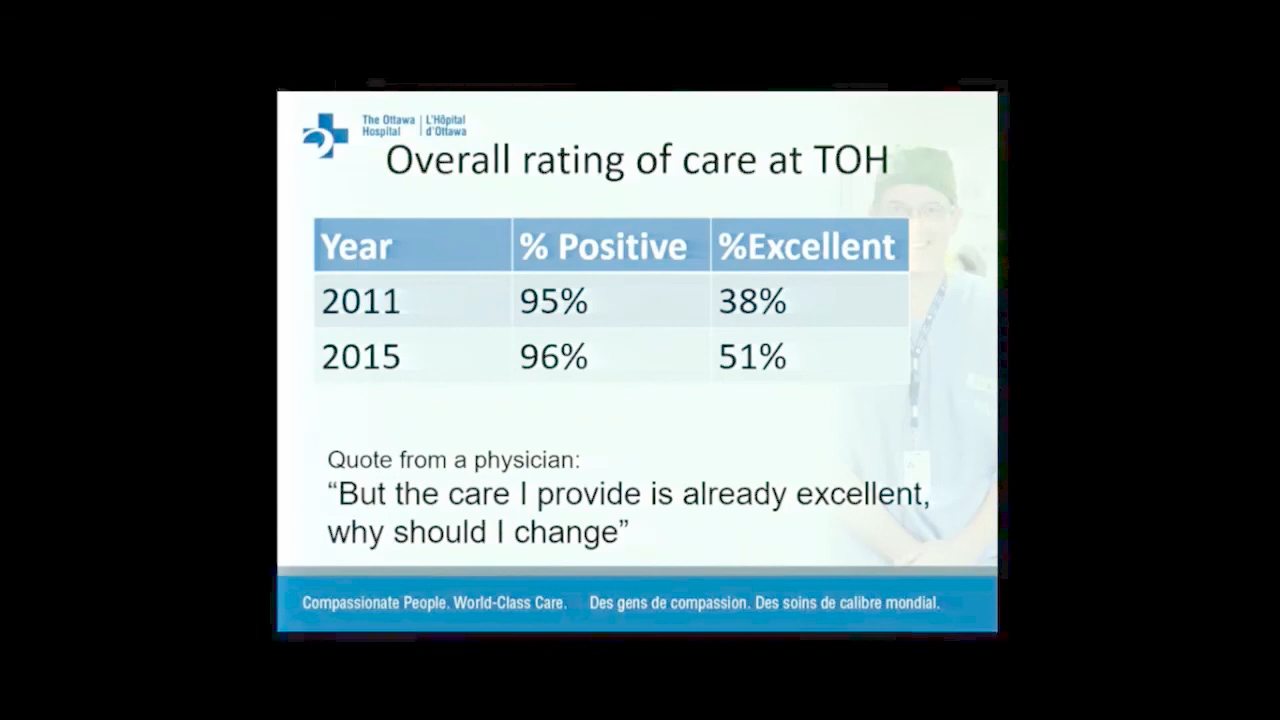 The Ottawa Hospital | L'Hôpital d'Ottawa
Overall rating of care at TOH
Year % Positive %Excellent
2011 95% 38%
2015 96% 51%
Quote from a physician:
“But the care I provide is already excellent,
why should I change”
Compassionate People. World-Class Care. Des gens de compassion. Des soins de calibre mondial.